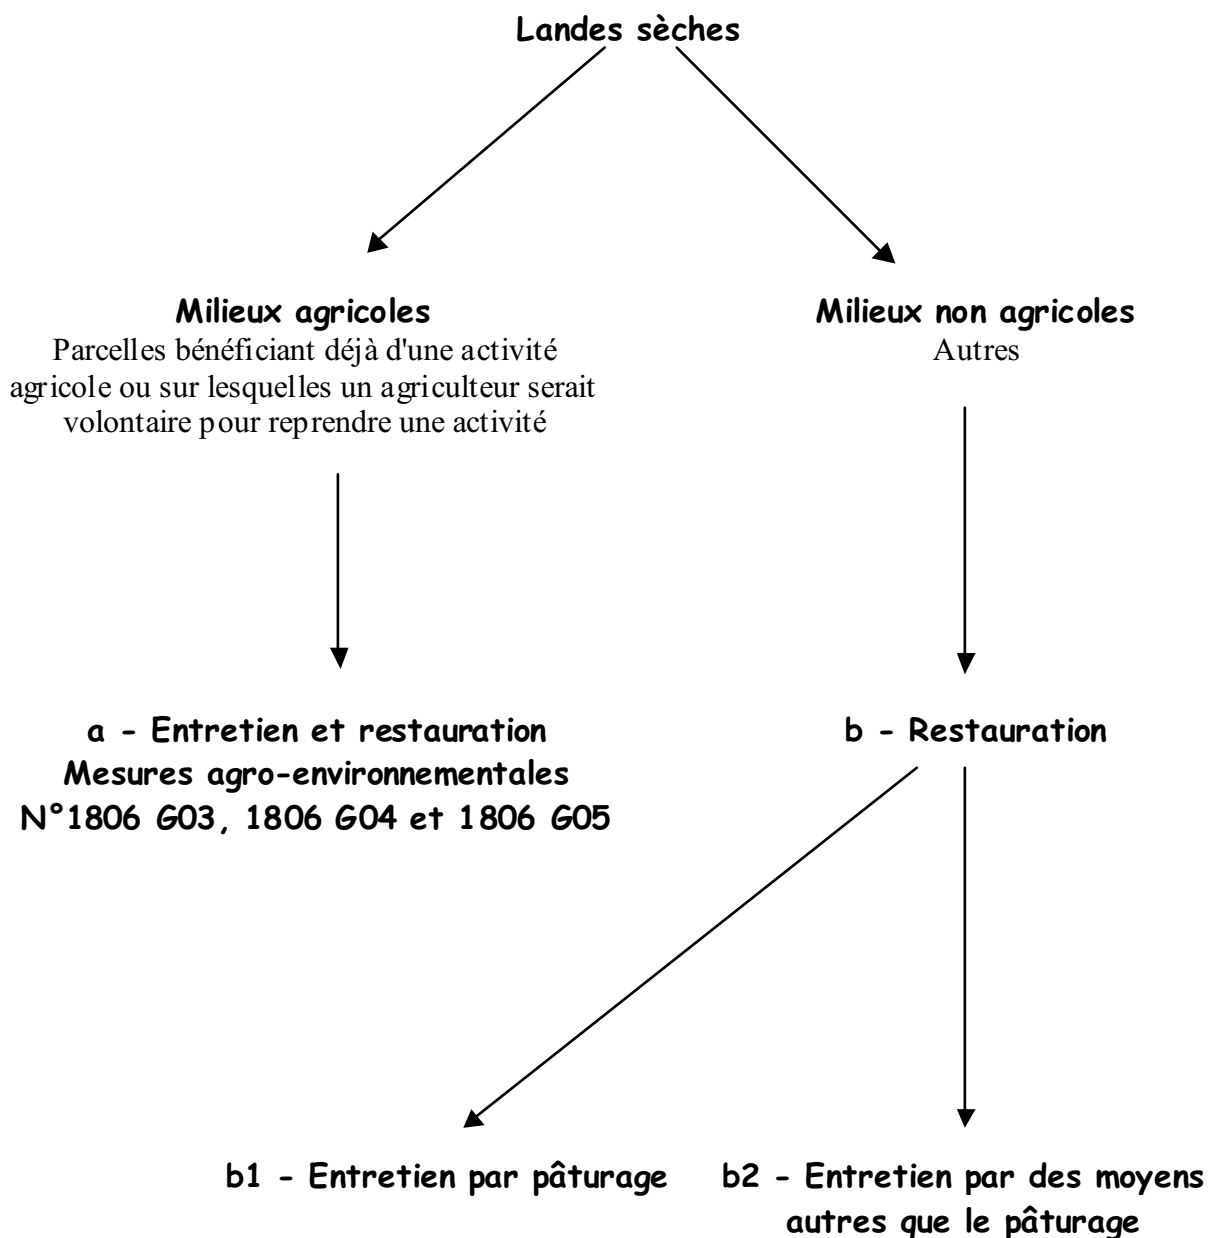 Landes sèches
Milieux agricoles
Parcelles bénéficiant déjà d'une activité
agricole ou sur lesquelles un agriculteur serait
volontaire pour reprendre une activité
Milieux non agricoles
Autres
a - Entretien et restauration
Mesures agro-environnementales
N°1806 G03, 1806 G04 et 1806 G05
b - Restauration
b1 - Entretien par pâturage
b2 - Entretien par des moyens
autres que le pâturage